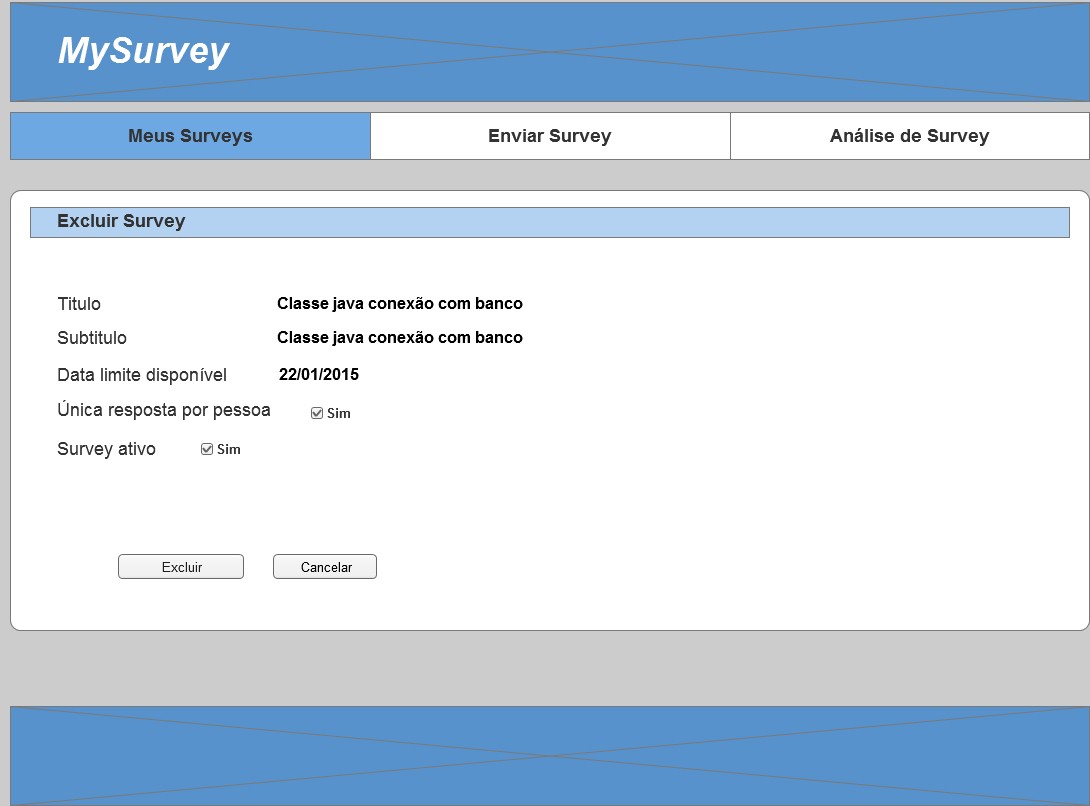 MySurvey
Meus Surveys Enviar Survey Análise de Survey
Excluir Survey
Titulo Classe java conexão com banco
Subtitulo Classe java conexão com banco
Data limite disponível 22/01/2015
Única resposta por pessoa Sim
Survey ativo Sim
Excluir Cancelar